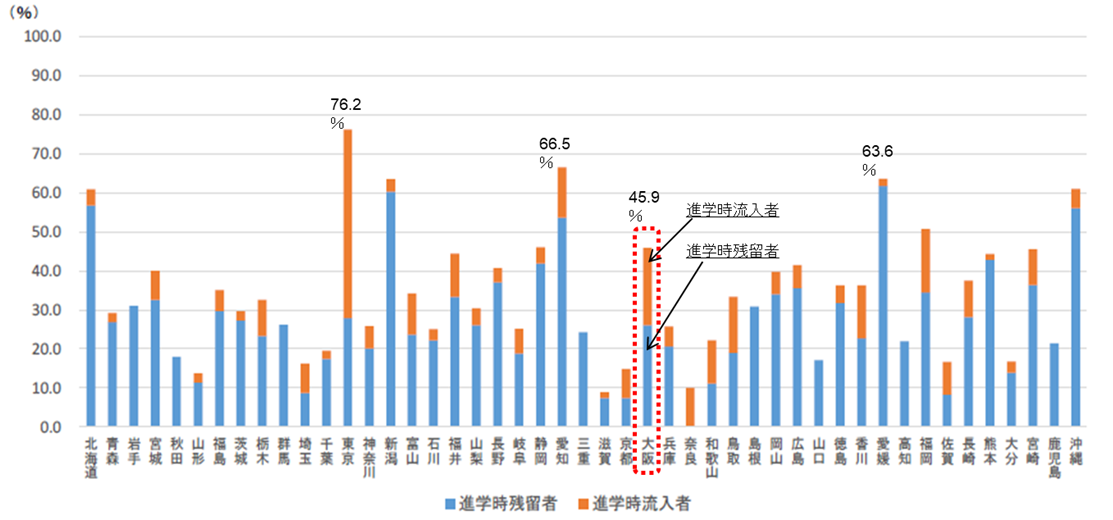 （%）
100.0
90.0
80.0
70.0
60.0
50.0
40.0
30.0
20.0
10.0
0.0
76.2
%
66.5
%
45.9
%
63.6
%
進学時流入者
進学時残留者
北海道
青森
岩手
宮城
秋田
山形
福島
茨城
栃木
群馬
埼玉
千葉
東京
神奈川
新潟
富山
石川
福井
山梨
長野
岐阜
静岡
愛知
三重
滋賀
京都
大阪
兵庫
奈良
和歌山
鳥取
島根
岡山
広島
山口
徳島
香川
愛媛
高知
福岡
佐賀
長崎
熊本
大分
宮崎
鹿児島
沖縄
進学時残留者 進学時流入者